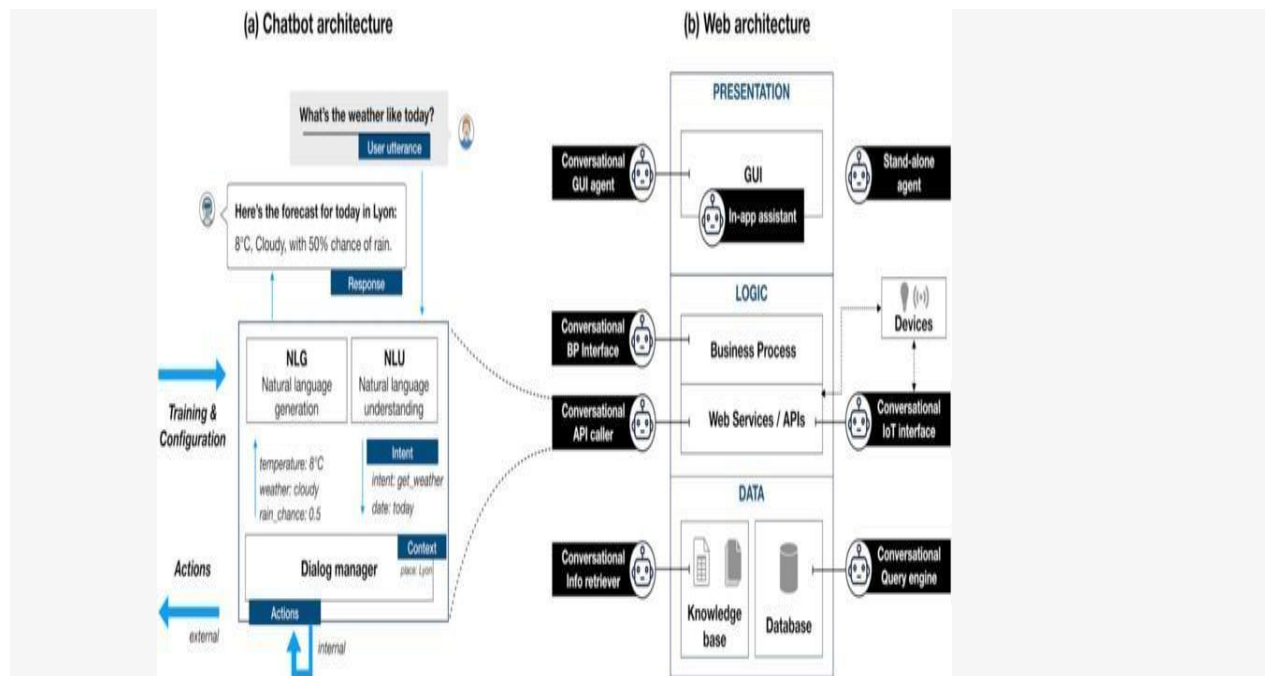 (a) Chatbot architecture
What's the weather like today?
User utterance
Here's the forecast for today in Lyon:
8°C, Cloudy, with 50% chance of rain.
Response
NLG
Natural language
generation
NLU
Natural language
understanding
Training &
Configuration
temperature: 8°C
weather: cloudy
rain_chance: 0.5
Intent
intent: get_weather
date: today
Context
place: Lyon
Dialog manager
Actions
Actions
external
internal
(b) Web architecture
PRESENTATION
Conversational
GUI agent
GUI
In-app assistant
Stand-alone
agent
LOGIC
Conversational
BP Interface
Business Process
Devices
Conversational
API caller
Web Services / APIs
Conversational
IoT interface
DATA
Conversational
Info retriever
Knowledge
base
Database
Conversational
Query engine